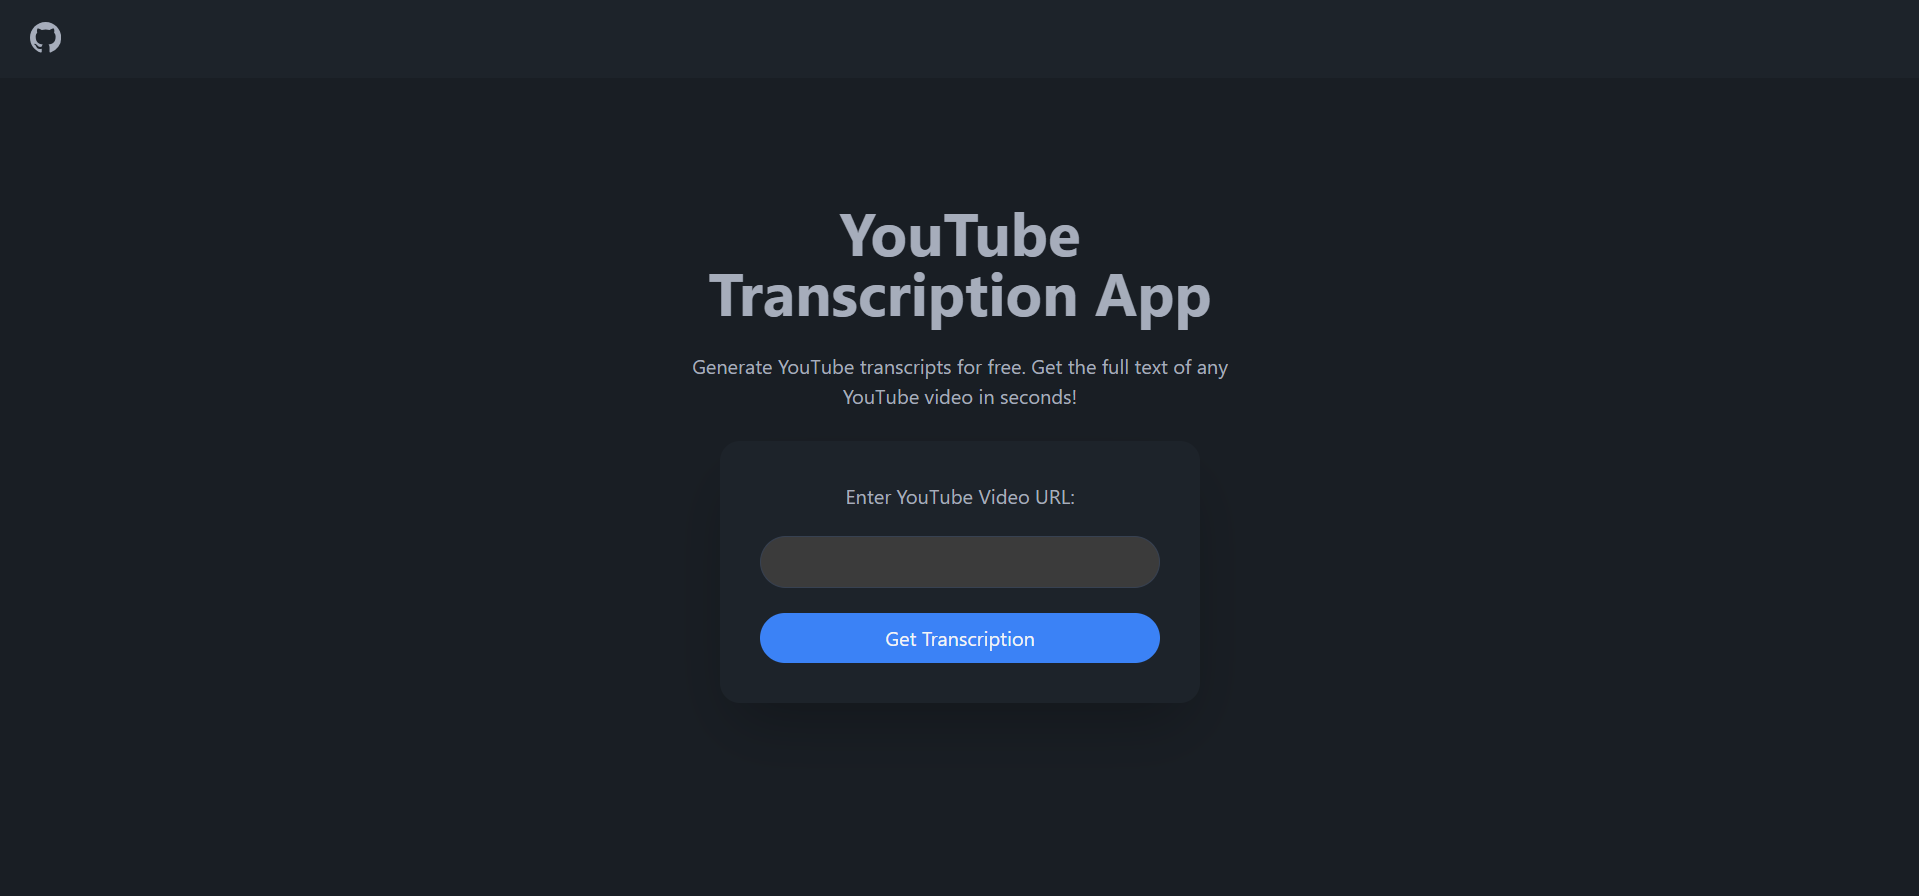 YouTube
Transcription App
Generate YouTube transcripts for free. Get the full text of any
YouTube video in seconds!
Enter YouTube Video URL:
Get Transcription